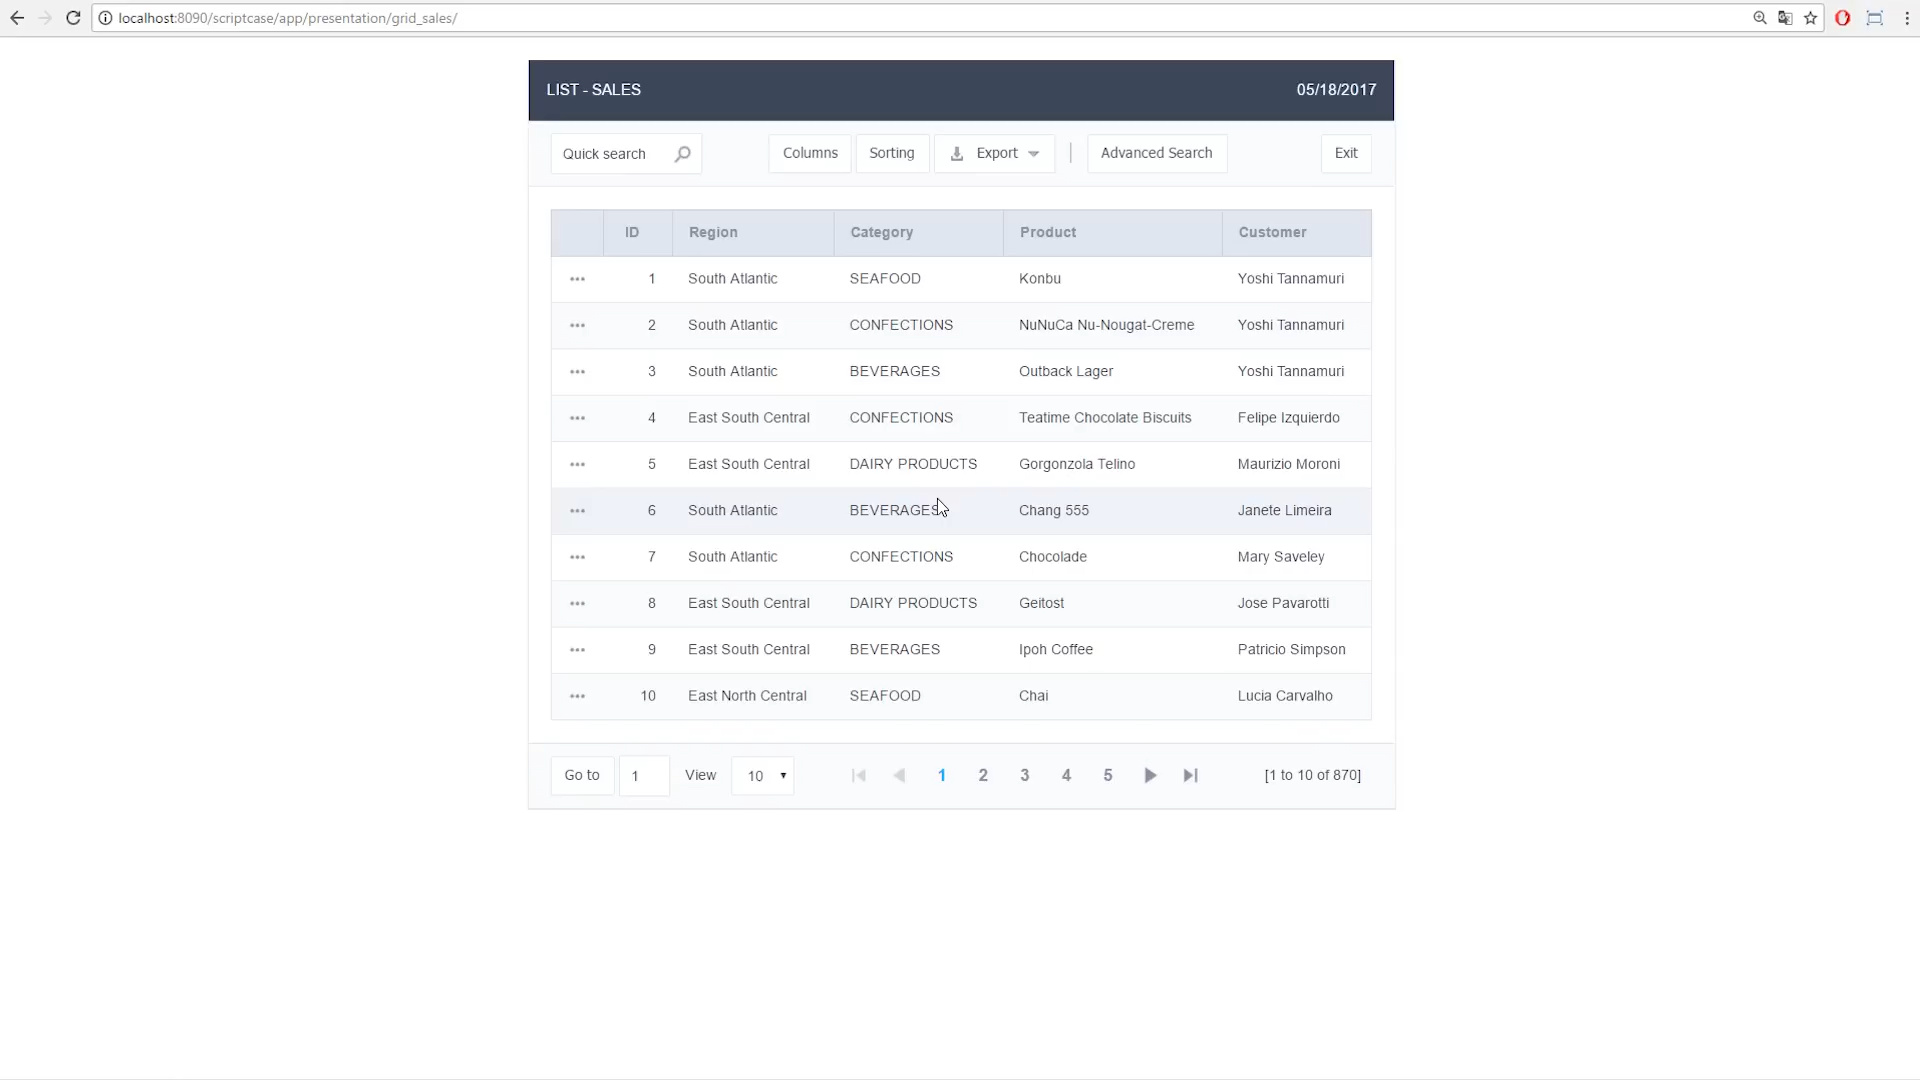 localhost:8090/scriptcase/app/presentation/grid_sales/
LIST - SALES 05/18/2017
Quick search Columns Sorting Export | Advanced Search Exit
ID Region Category Product Customer
1 South Atlantic SEAFOOD Konbu Yoshi Tannamuri
2 South Atlantic CONFECTIONS NuNuCa Nu-Nougat-Creme Yoshi Tannamuri
3 South Atlantic BEVERAGES Outback Lager Yoshi Tannamuri
4 East South Central CONFECTIONS Teatime Chocolate Biscuits Felipe Izquierdo
5 East South Central DAIRY PRODUCTS Gorgonzola Telino Maurizio Moroni
6 South Atlantic BEVERAGES Chang 555 Janete Limeira
7 South Atlantic CONFECTIONS Chocolade Mary Saveley
8 East South Central DAIRY PRODUCTS Geitost Jose Pavarotti
9 East South Central BEVERAGES Ipoh Coffee Patricio Simpson
10 East North Central SEAFOOD Chai Lucia Carvalho
Go to 1 View 10 1 2 3 4 5 [1 to 10 of 870]